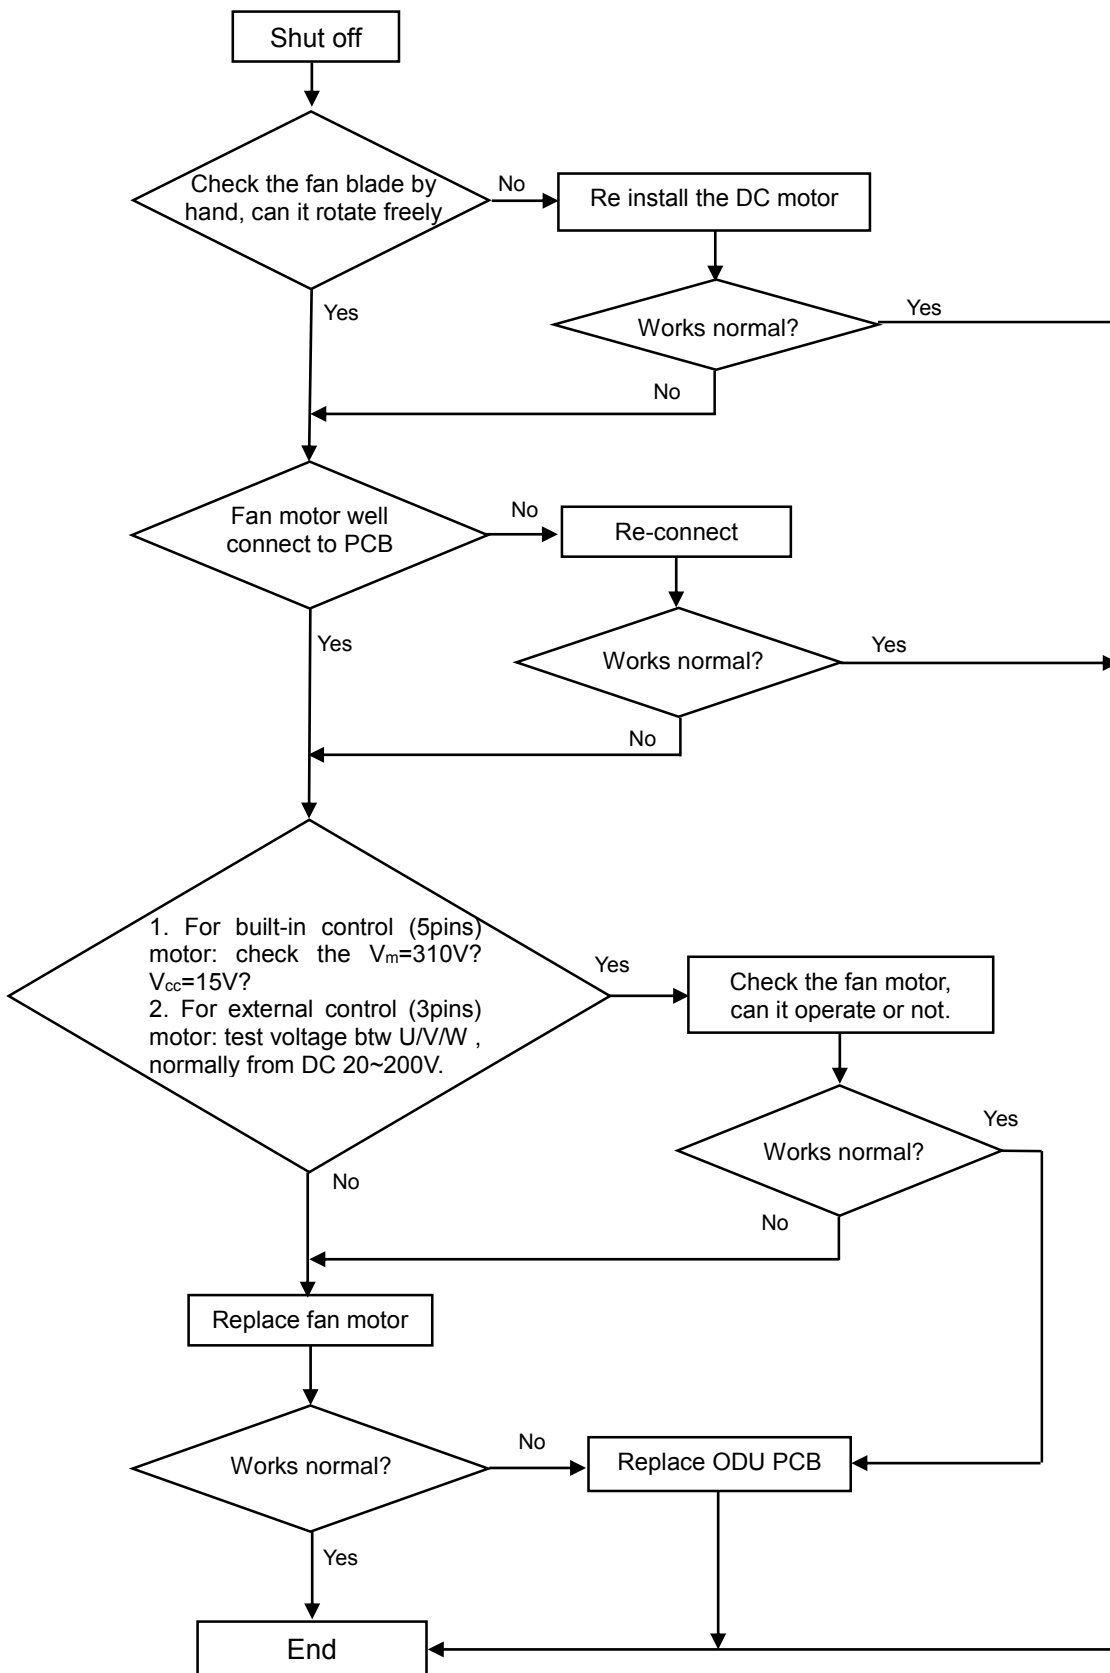 Shut off
Check the fan blade by
hand, can it rotate freely
No
Re install the DC motor
Yes
Works normal?
Yes
No
Fan motor well
connect to PCB
No
Re-connect
Yes
Works normal?
Yes
No
1. For built-in control (5pins)
motor: check the Vm=310V?
Vcc=15V?
2. For external control (3pins)
motor: test voltage btw U/V/W ,
normally from DC 20~200V.
Yes
Check the fan motor,
can it operate or not.
No
Works normal?
Yes
No
Replace fan motor
Works normal?
No
Replace ODU PCB
Yes
End